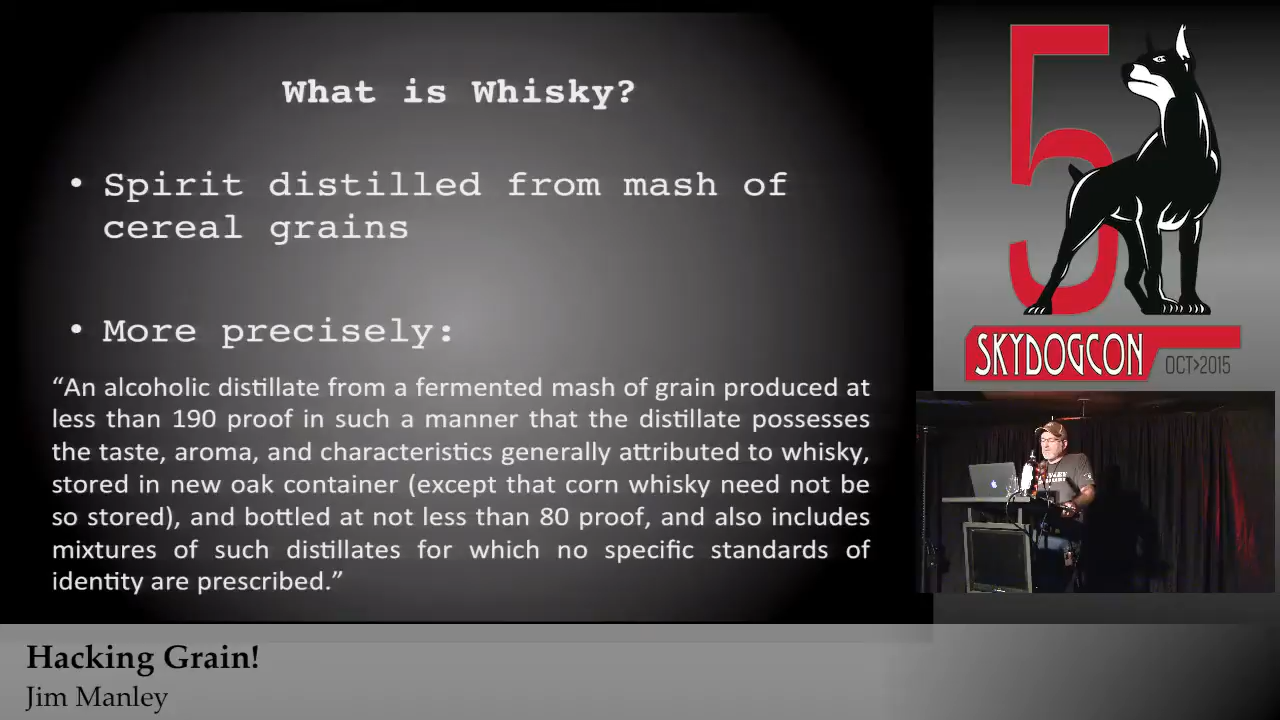 What is Whisky?
• Spirit distilled from mash of
cereal grains
• More precisely:
“An alcoholic distillate from a fermented mash of grain produced at
less than 190 proof in such a manner that the distillate possesses
the taste, aroma, and characteristics generally attributed to whisky,
stored in new oak container (except that corn whisky need not be
so stored), and bottled at not less than 80 proof, and also includes
mixtures of such distillates for which no specific standards of
identity are prescribed.”
5
SKYDOGCON
OCT>2015
Hacking Grain!
Jim Manley